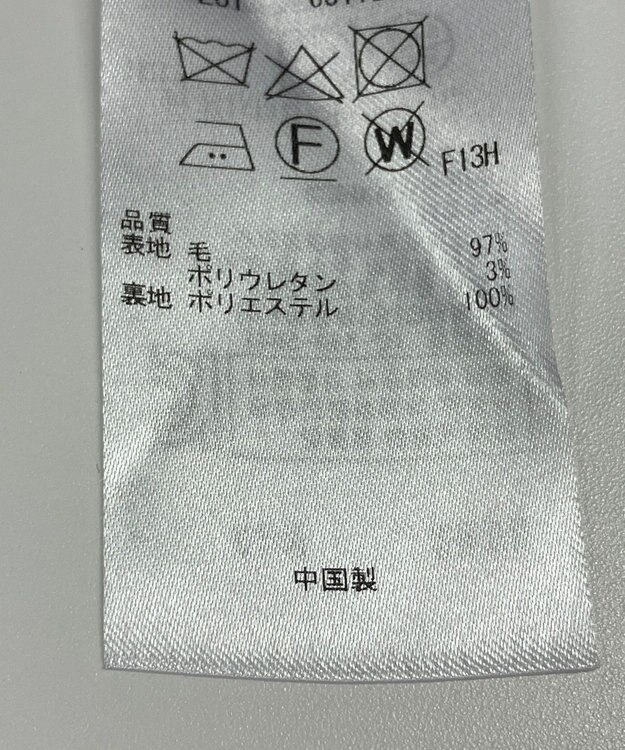 F
W
F13H
品質
表地 毛 97%
ポリウレタン 3%
裏地 ポリエステル 100%
中国製